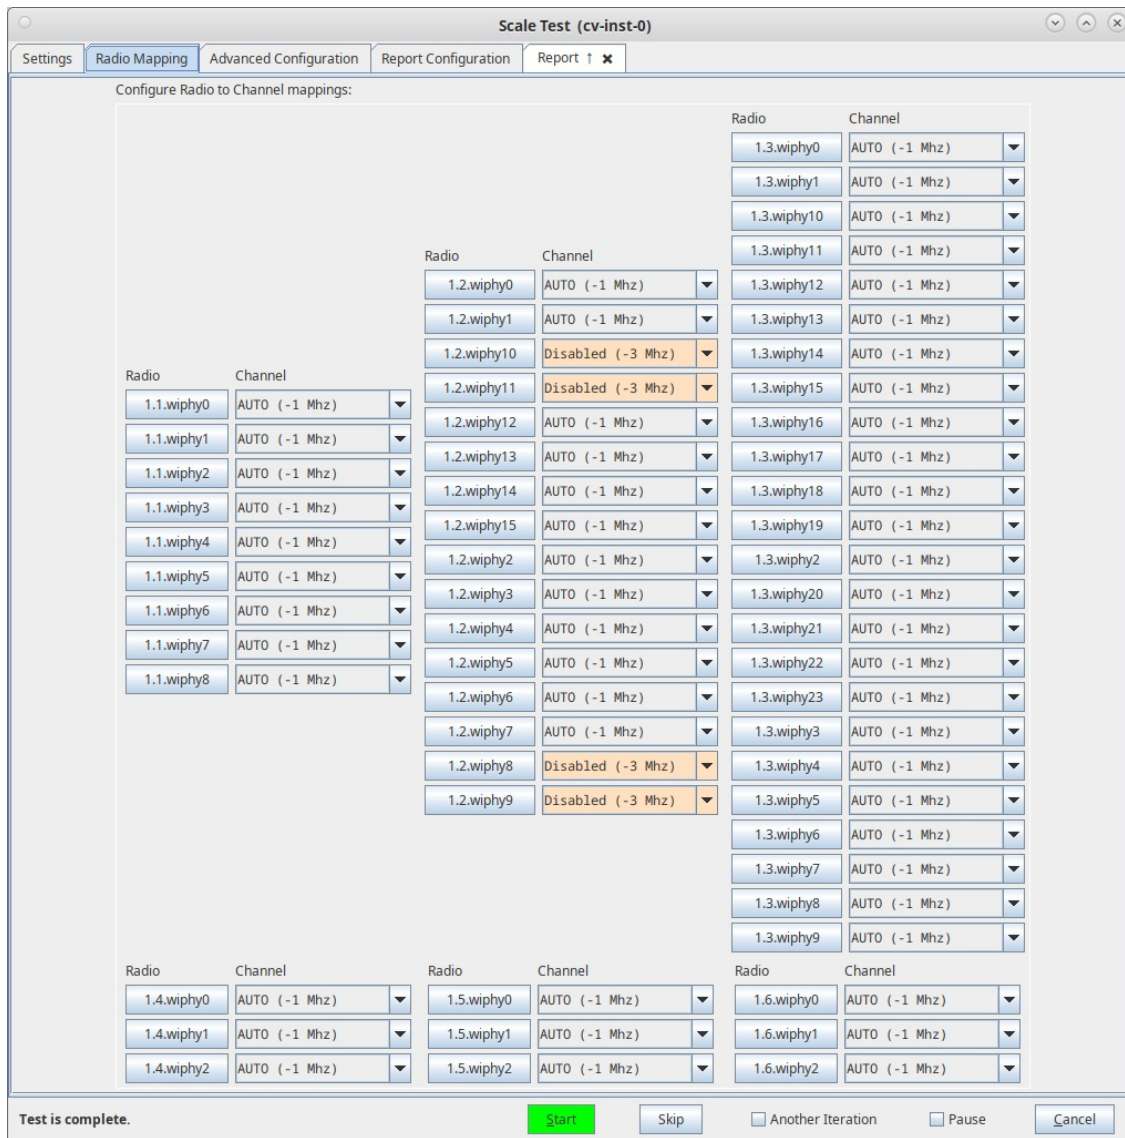 Scale Test (cv-inst-0)
Settings Radio Mapping Advanced Configuration Report Configuration Report ↑ ✖
Configure Radio to Channel mappings:
Radio Channel
1.1.wiphy0 AUTO (-1 Mhz)
1.1.wiphy1 AUTO (-1 Mhz)
1.1.wiphy2 AUTO (-1 Mhz)
1.1.wiphy3 AUTO (-1 Mhz)
1.1.wiphy4 AUTO (-1 Mhz)
1.1.wiphy5 AUTO (-1 Mhz)
1.1.wiphy6 AUTO (-1 Mhz)
1.1.wiphy7 AUTO (-1 Mhz)
1.1.wiphy8 AUTO (-1 Mhz)
Radio Channel
1.2.wiphy0 AUTO (-1 Mhz)
1.2.wiphy1 AUTO (-1 Mhz)
1.2.wiphy10 Disabled (-3 Mhz)
1.2.wiphy11 Disabled (-3 Mhz)
1.2.wiphy12 AUTO (-1 Mhz)
1.2.wiphy13 AUTO (-1 Mhz)
1.2.wiphy14 AUTO (-1 Mhz)
1.2.wiphy15 AUTO (-1 Mhz)
1.2.wiphy2 AUTO (-1 Mhz)
1.2.wiphy3 AUTO (-1 Mhz)
1.2.wiphy4 AUTO (-1 Mhz)
1.2.wiphy5 AUTO (-1 Mhz)
1.2.wiphy6 AUTO (-1 Mhz)
1.2.wiphy7 AUTO (-1 Mhz)
1.2.wiphy8 Disabled (-3 Mhz)
1.2.wiphy9 Disabled (-3 Mhz)
Radio Channel
1.3.wiphy0 AUTO (-1 Mhz)
1.3.wiphy1 AUTO (-1 Mhz)
1.3.wiphy10 AUTO (-1 Mhz)
1.3.wiphy11 AUTO (-1 Mhz)
1.3.wiphy12 AUTO (-1 Mhz)
1.3.wiphy13 AUTO (-1 Mhz)
1.3.wiphy14 AUTO (-1 Mhz)
1.3.wiphy15 AUTO (-1 Mhz)
1.3.wiphy16 AUTO (-1 Mhz)
1.3.wiphy17 AUTO (-1 Mhz)
1.3.wiphy18 AUTO (-1 Mhz)
1.3.wiphy19 AUTO (-1 Mhz)
1.3.wiphy2 AUTO (-1 Mhz)
1.3.wiphy20 AUTO (-1 Mhz)
1.3.wiphy21 AUTO (-1 Mhz)
1.3.wiphy22 AUTO (-1 Mhz)
1.3.wiphy23 AUTO (-1 Mhz)
1.3.wiphy3 AUTO (-1 Mhz)
1.3.wiphy4 AUTO (-1 Mhz)
1.3.wiphy5 AUTO (-1 Mhz)
1.3.wiphy6 AUTO (-1 Mhz)
1.3.wiphy7 AUTO (-1 Mhz)
1.3.wiphy8 AUTO (-1 Mhz)
1.3.wiphy9 AUTO (-1 Mhz)
Radio Channel
1.4.wiphy0 AUTO (-1 Mhz)
1.4.wiphy1 AUTO (-1 Mhz)
1.4.wiphy2 AUTO (-1 Mhz)
Radio Channel
1.5.wiphy0 AUTO (-1 Mhz)
1.5.wiphy1 AUTO (-1 Mhz)
1.5.wiphy2 AUTO (-1 Mhz)
Radio Channel
1.6.wiphy0 AUTO (-1 Mhz)
1.6.wiphy1 AUTO (-1 Mhz)
1.6.wiphy2 AUTO (-1 Mhz)
Test is complete. Start Skip Another Iteration Pause Cancel